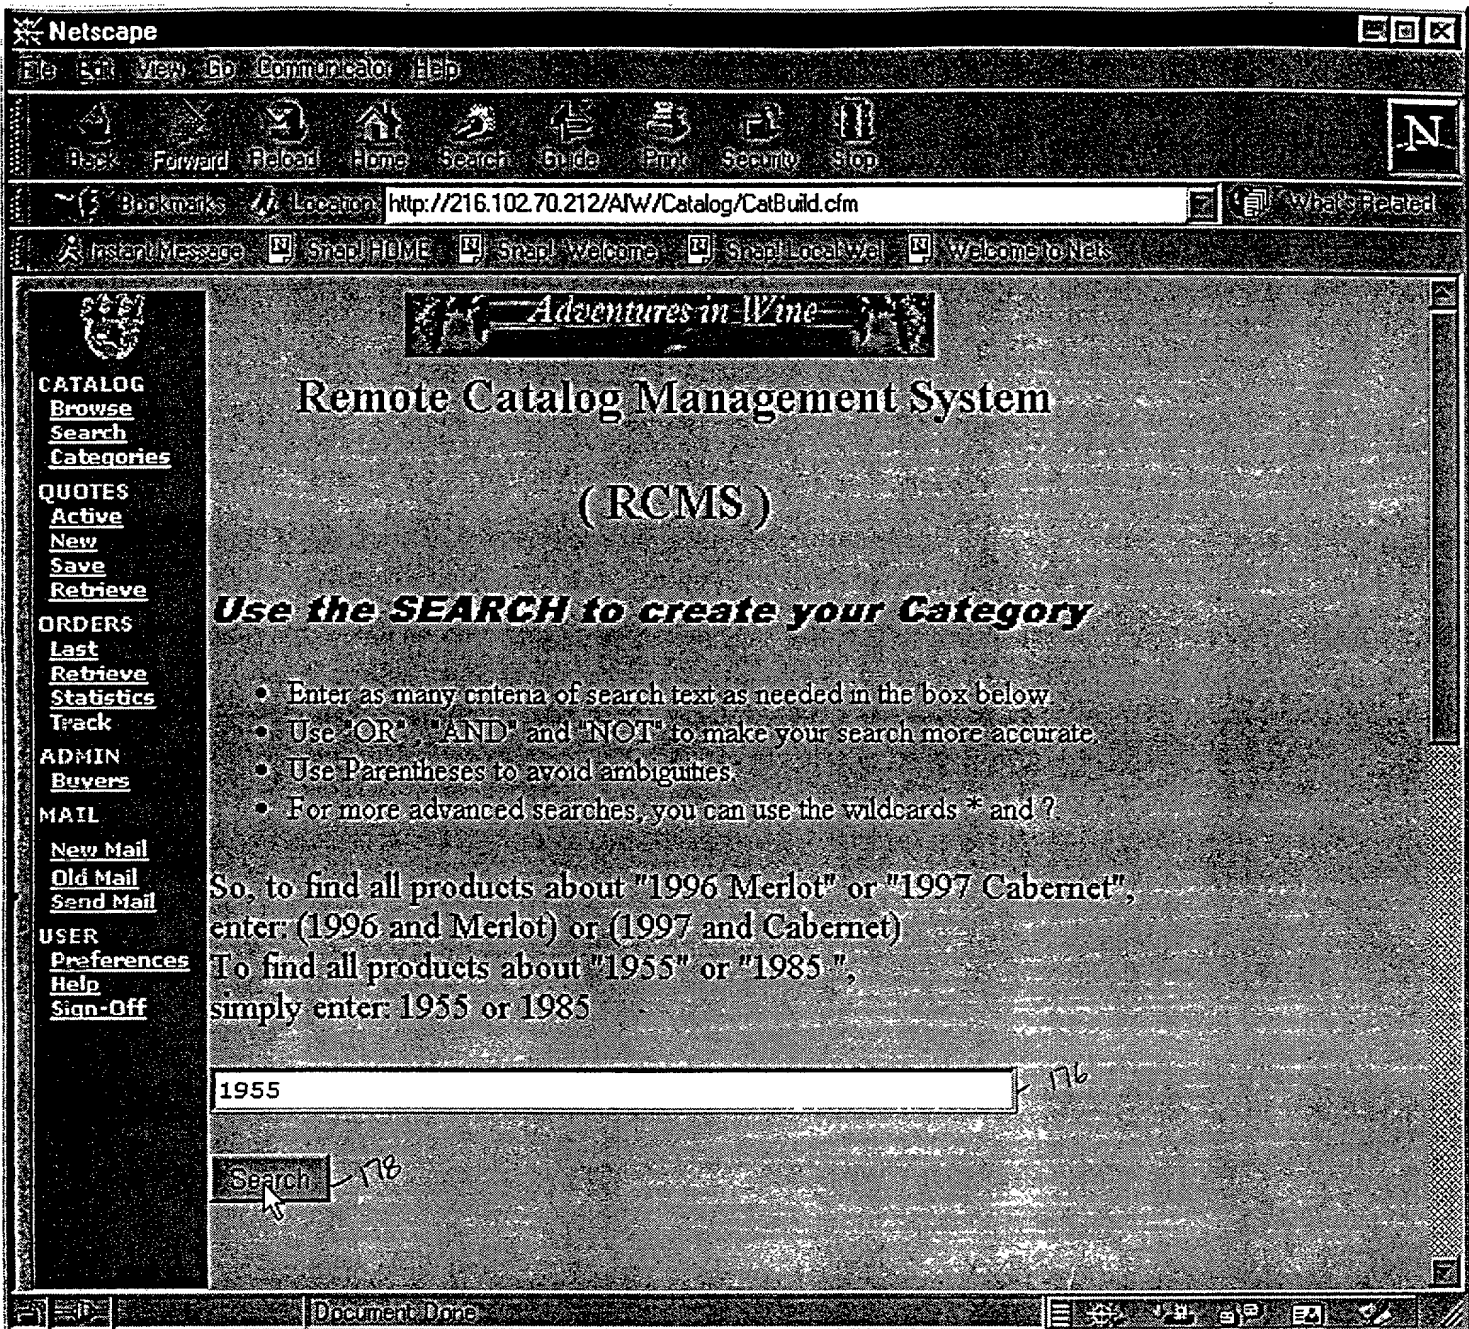 Netscape
File Edit View Go Communicator Help
Back Forward Reload Home Search Guide Print Security Stop
N
Bookmarks Location: http://216.102.70.212/AIW/Catalog/CatBuild.cfm What's Related
Instant Message Snap! HOME Snap! Welcome Snap! Local Wel Welcome to Nets
Adventures in Wine
CATALOG
Browse
Search
Categories
QUOTES
Active
New
Save
Retrieve
ORDERS
Last
Retrieve
Statistics
Track
ADMIN
Buyers
MAIL
New Mail
Old Mail
Send Mail
USER
Preferences
Help
Sign-Off
Remote Catalog Management System
( RCMS )
Use the SEARCH to create your Category
• Enter as many criteria of search text as needed in the box below
• Use "OR" "AND" and "NOT" to make your search more accurate.
• Use Parentheses to avoid ambiguities.
• For more advanced searches, you can use the wildcards * and ?
So, to find all products about "1996 Merlot" or "1997 Cabernet",
enter: (1996 and Merlot) or (1997 and Cabernet)
To find all products about "1955" or "1985 ",
simply enter: 1955 or 1985
1955
176
Search
178
Document: Done